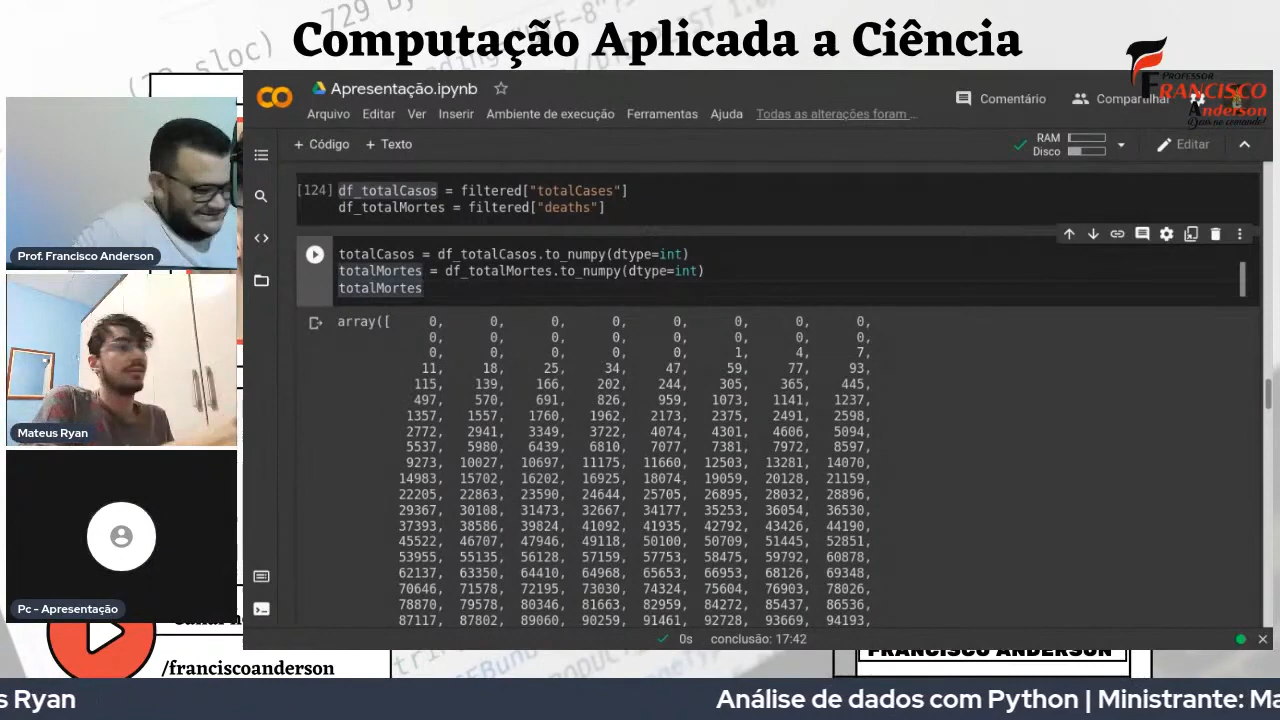 729 by
(1 sloc)
Computação Aplicada a Ciência
PROFESSOR
FRANCISCO
Anderson
Deus no comando!
Apresentação.ipynb
Comentário
Compartilhar
Arquivo Editar Ver Inserir Ambiente de execução Ferramentas Ajuda Todas as alterações foram …
+ Código + Texto
RAM
Disco
Editar
[124] df_totalCasos = filtered["totalCases"]
df_totalMortes = filtered["deaths"]
totalCasos = df_totalCasos.to_numpy(dtype=int)
totalMortes = df_totalMortes.to_numpy(dtype=int)
totalMortes
array([ 0, 0, 0, 0, 0, 0, 0, 0,
0, 0, 0, 0, 0, 0, 0, 0,
0, 0, 0, 0, 0, 1, 4, 7,
11, 18, 25, 34, 47, 59, 77, 93,
115, 139, 166, 202, 244, 305, 365, 445,
497, 570, 691, 826, 959, 1073, 1141, 1237,
1357, 1557, 1760, 1962, 2173, 2375, 2491, 2598,
2772, 2941, 3349, 3722, 4074, 4301, 4606, 5094,
5537, 5980, 6439, 6810, 7077, 7381, 7972, 8597,
9273, 10027, 10697, 11175, 11660, 12503, 13281, 14070,
14983, 15702, 16202, 16925, 18074, 19059, 20128, 21159,
22205, 22863, 23590, 24644, 25705, 26895, 28032, 28896,
29367, 30108, 31473, 32667, 34177, 35253, 36054, 36530,
37393, 38586, 39824, 41092, 41935, 42792, 43426, 44190,
45522, 46707, 47946, 49118, 50100, 50709, 51445, 52851,
53955, 55135, 56128, 57159, 57753, 58475, 59792, 60878,
62137, 63350, 64410, 64968, 65653, 66953, 68126, 69348,
70646, 71578, 72195, 73030, 74324, 75604, 76903, 78026,
78870, 79578, 80346, 81663, 82959, 84272, 85437, 86536,
87117, 87802, 89060, 90259, 91461, 92728, 93669, 94193,
0s conclusão: 17:42
Prof. Francisco Anderson
Mateus Ryan
Pc - Apresentação
/franciscoanderson
FRANCISCO ANDERSON
s Ryan
Análise de dados com Python | Ministrante: Ma